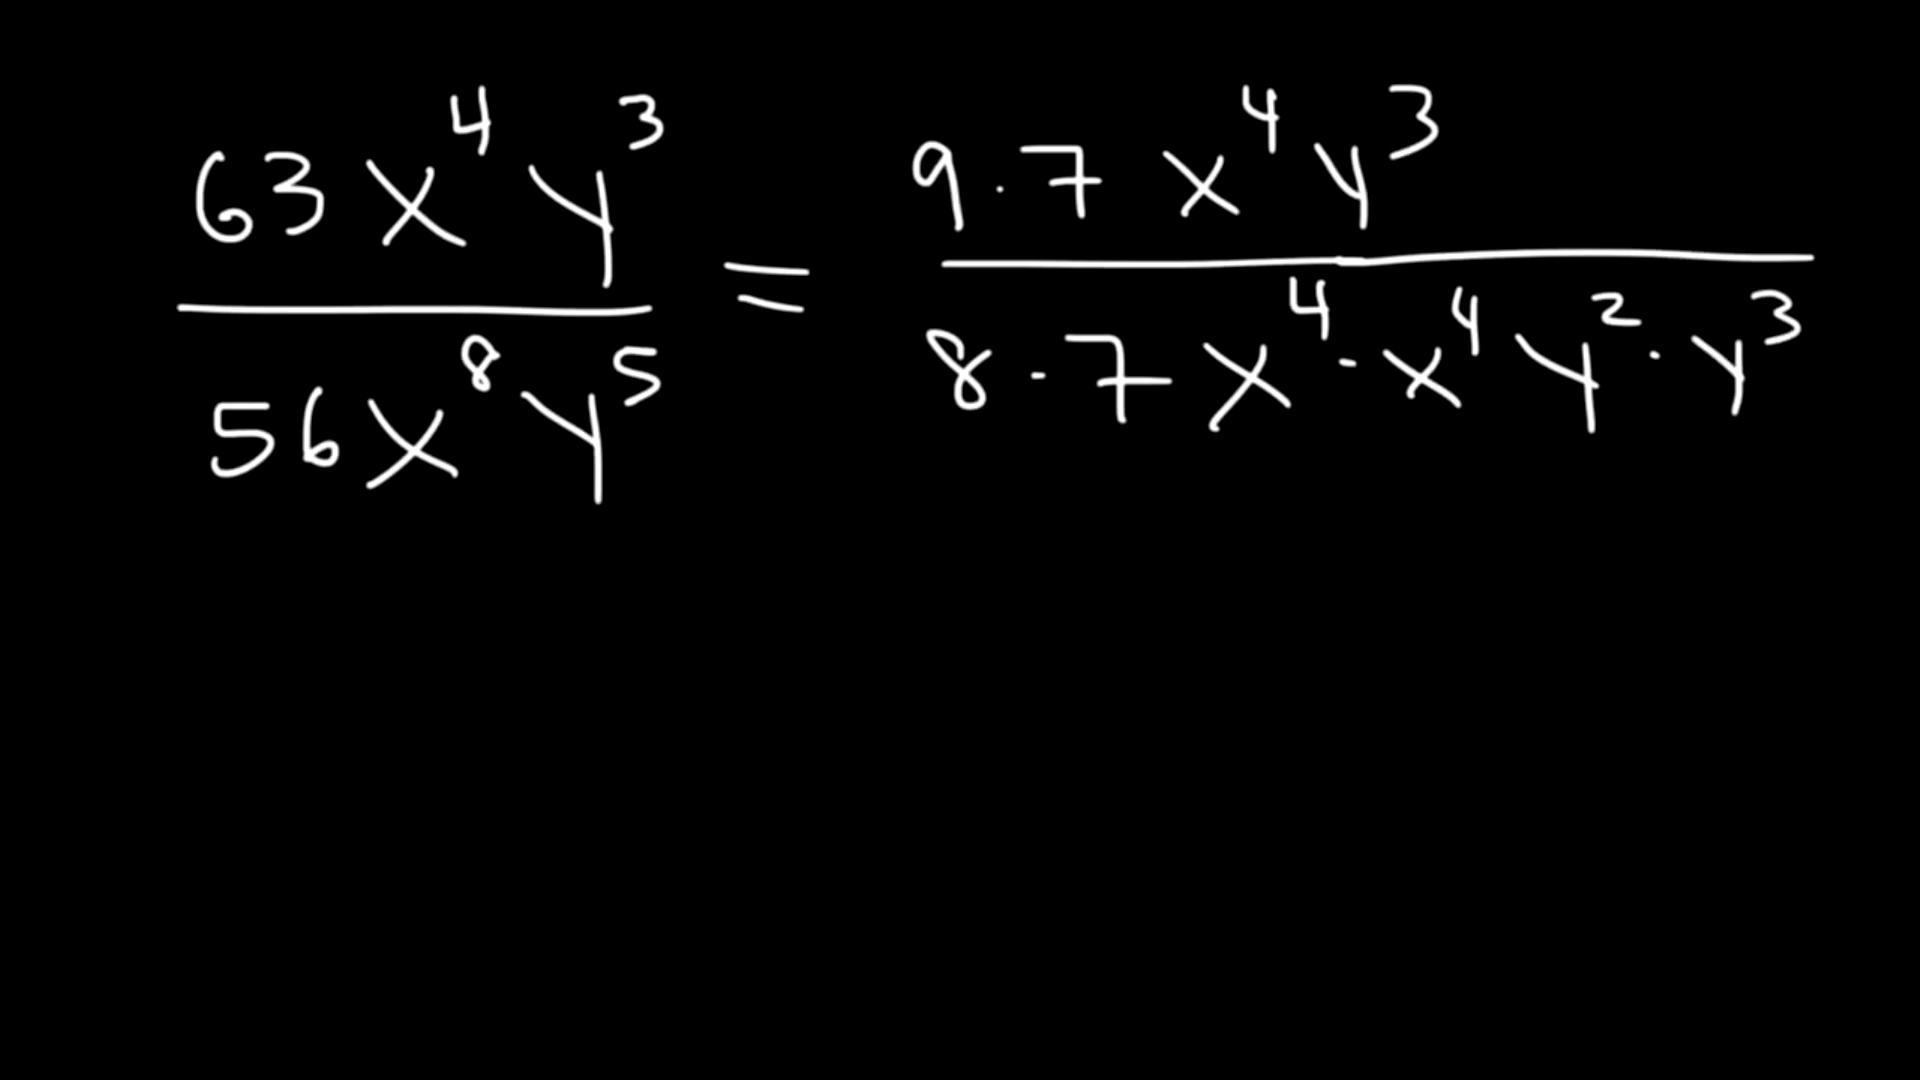 63x⁴y³ / 56x⁸y⁵ = 9·7x⁴y³ / 8·7x⁴·x⁴y²·y³